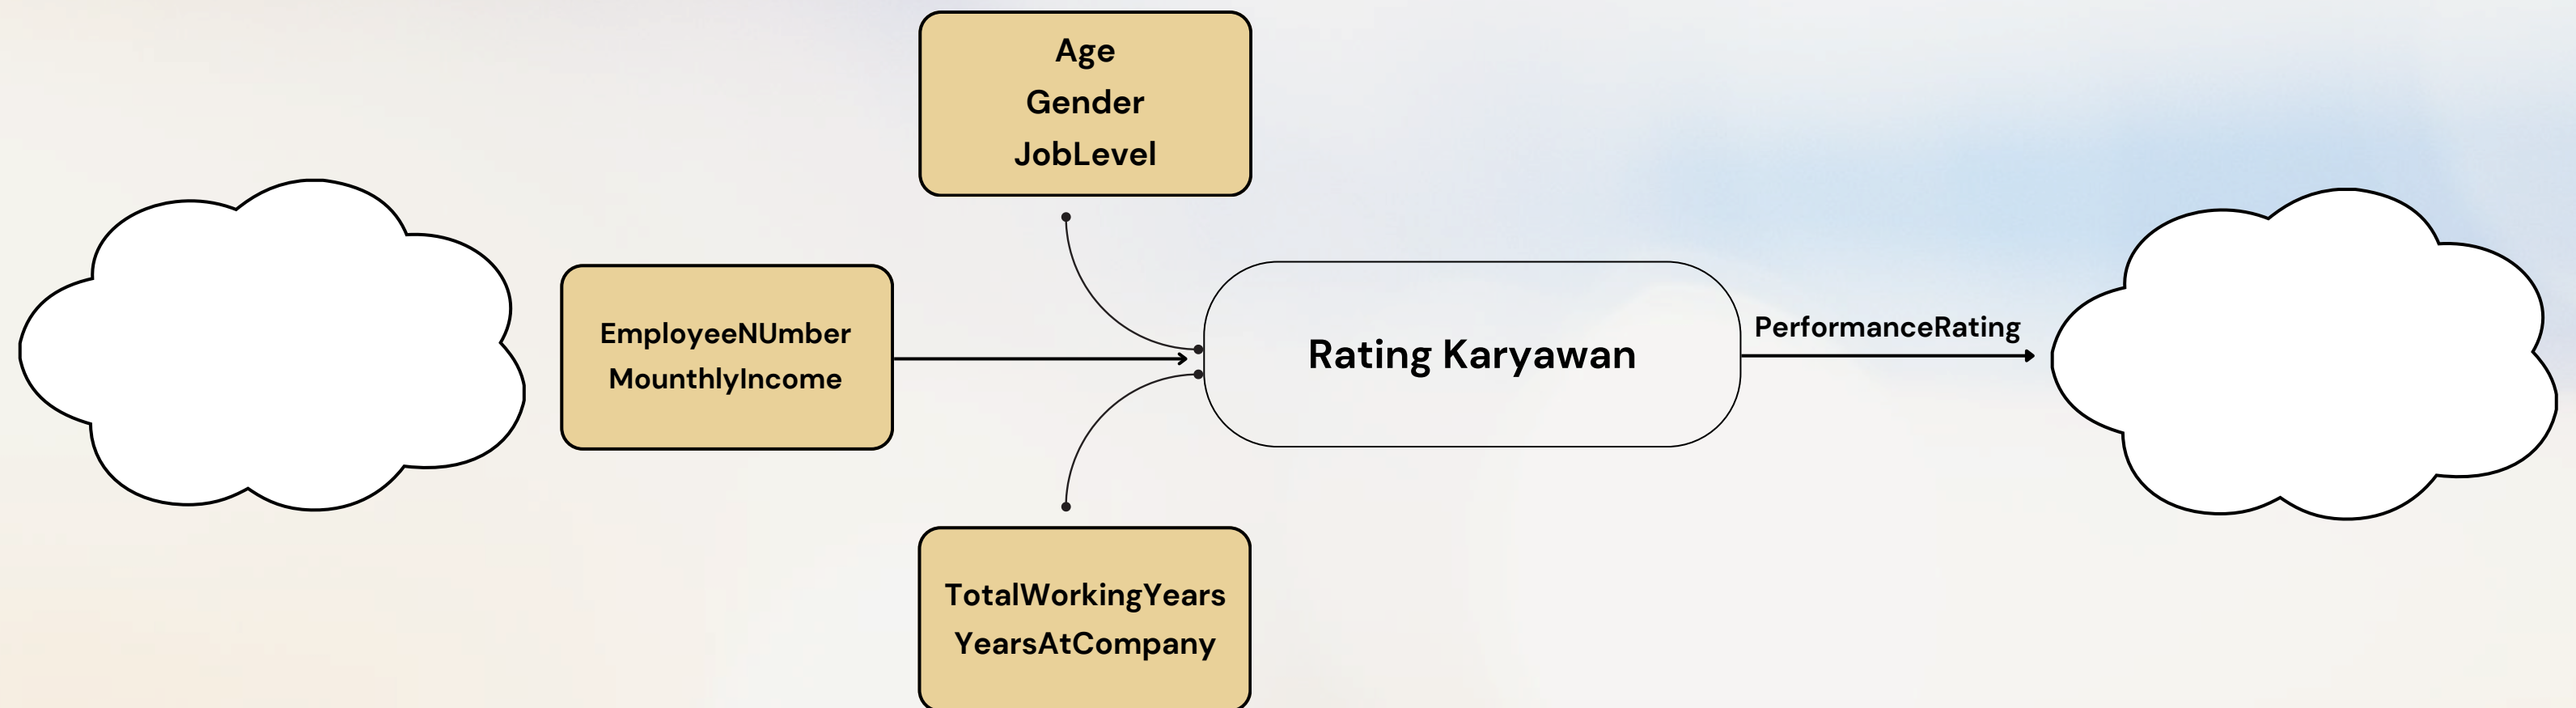 Age
Gender
JobLevel
EmployeeNUmber
MounthlyIncome
Rating Karyawan
PerformanceRating
TotalWorkingYears
YearsAtCompany